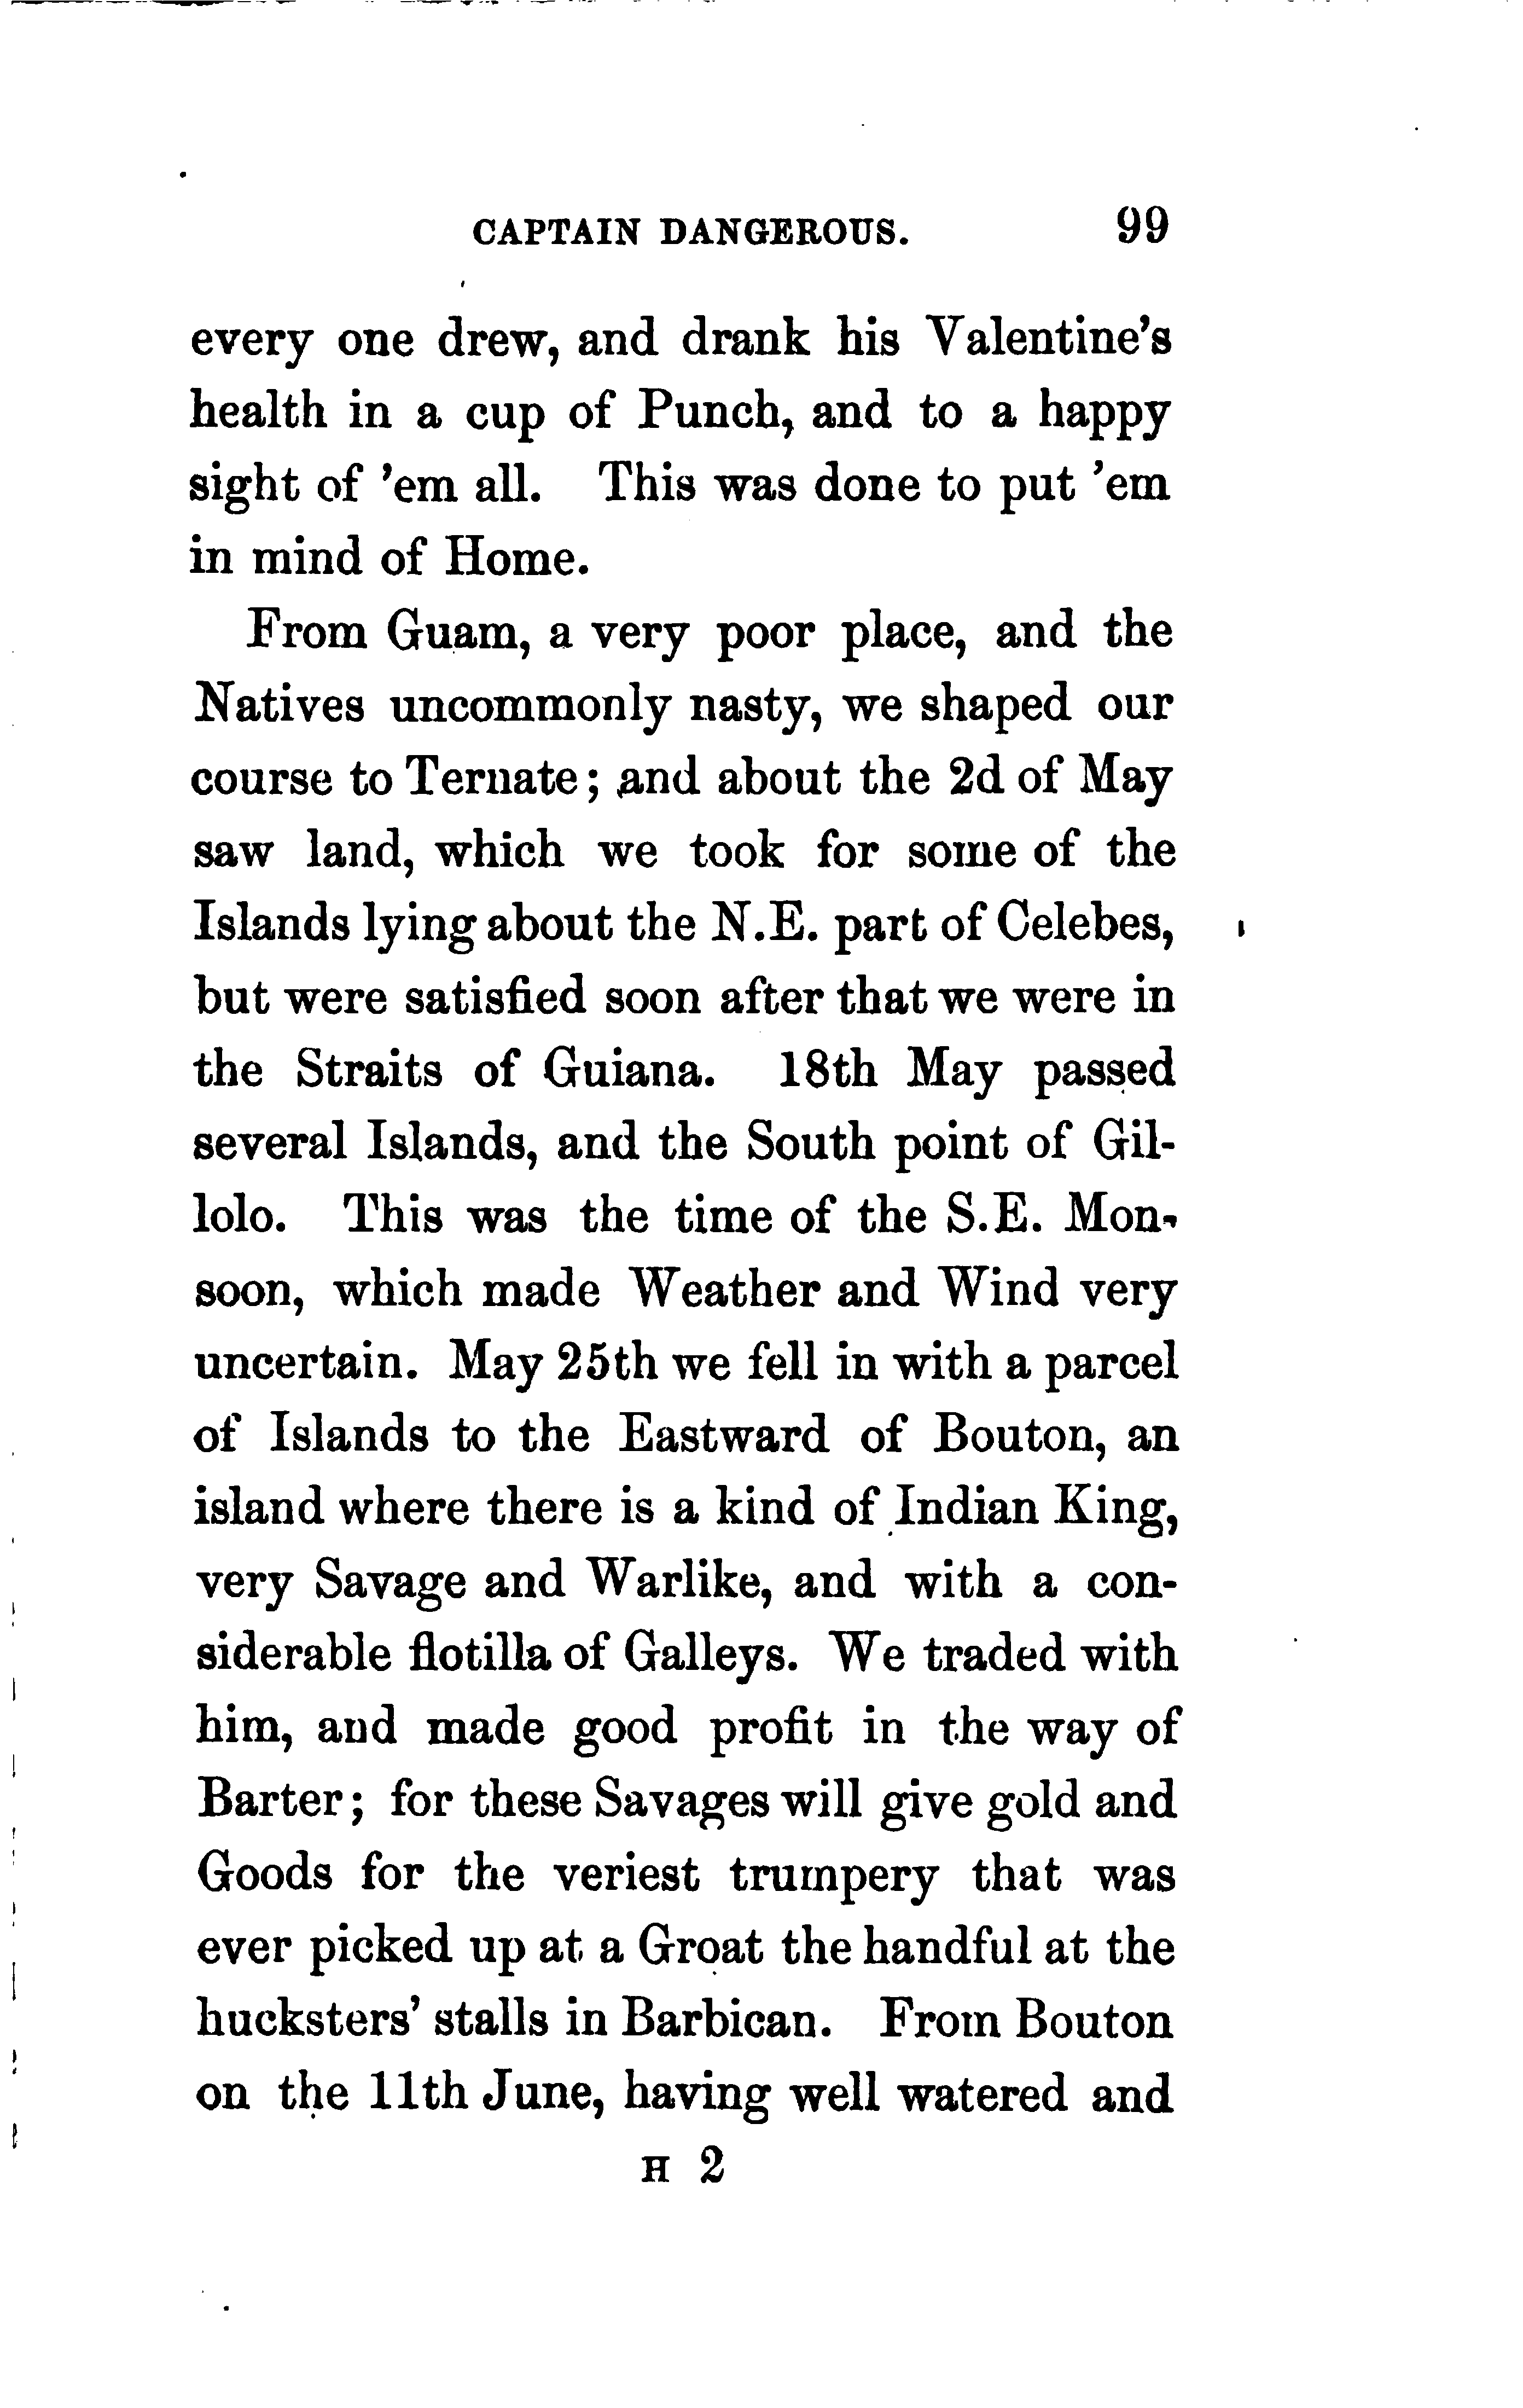 CAPTAIN DANGEROUS. 99
every one drew, and drank his Valentine's
health in a cup of Punch, and to a happy
sight of 'em all. This was done to put 'em
in mind of Home.
From Guam, a very poor place, and the
Natives uncommonly nasty, we shaped our
course to Ternate; and about the 2d of May
saw land, which we took for some of the
Islands lying about the N.E. part of Celebes,
but were satisfied soon after that we were in
the Straits of Guiana. 18th May passed
several Islands, and the South point of Gil-
lolo. This was the time of the S.E. Mon-
soon, which made Weather and Wind very
uncertain. May 25th we fell in with a parcel
of Islands to the Eastward of Bouton, an
island where there is a kind of Indian King,
very Savage and Warlike, and with a con-
siderable flotilla of Galleys. We traded with
him, and made good profit in the way of
Barter; for these Savages will give gold and
Goods for the veriest trumpery that was
ever picked up at a Groat the handful at the
hucksters' stalls in Barbican. From Bouton
on the 11th June, having well watered and
H 2